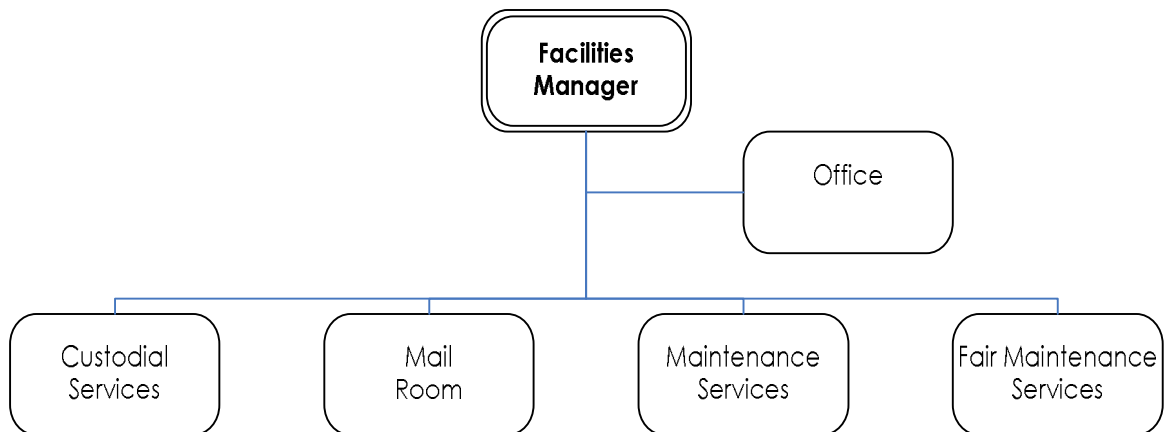 Facilities
Manager
Office
Custodial
Services
Mail
Room
Maintenance
Services
Fair Maintenance
Services